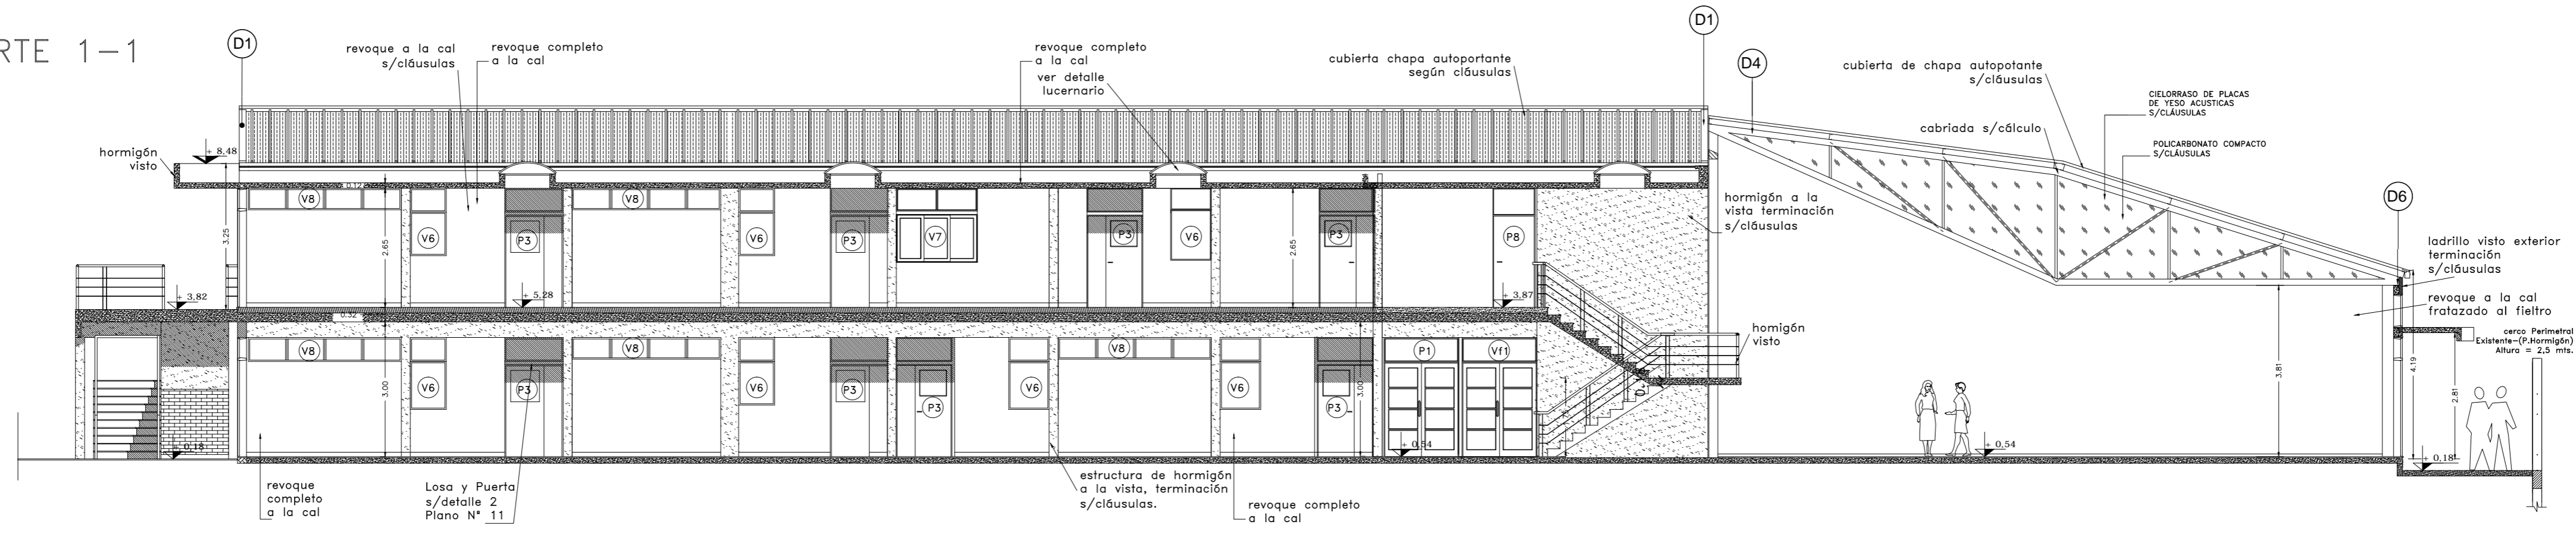 RTE 1-1
D1
revoque a la cal
s/cláusulas
revoque completo
a la cal
revoque completo
a la cal
ver detalle
lucernario
cubierta chapa autoportante
según cláusulas
D1
D4
cubierta de chapa autopotante
s/cláusulas
CIELORRASO DE PLACAS
DE YESO ACUSTICAS
S/CLÁUSULAS
cabriada s/cálculo
POLICARBONATO COMPACTO
S/CLÁUSULAS
hormigón
visto
+ 8.48
0.12
3.25
2.65
2.65
V8
V6
P3
V8
V6
P3
V7
P3
V6
P3
P8
hormigón a la
vista terminación
s/cláusulas
D6
ladrillo visto exterior
terminación
s/cláusulas
revoque a la cal
fratazado al fieltro
cerco Perimetral
Existente-(P.Hormigón)
Altura = 2,5 mts.
+ 3,82
+ 5,28
+ 3,87
0.32
homigón
visto
V8
V6
P3
V8
V6
P3
P3
V6
V8
V6
P3
P1
Vf1
3.00
3.00
3.81
4.19
2.81
+ 0,18
+ 0,54
+ 0,54
+ 0,18
revoque
completo
a la cal
Losa y Puerta
s/detalle 2
Plano Nº 11
estructura de hormigón
a la vista, terminación
s/cláusulas.
revoque completo
a la cal